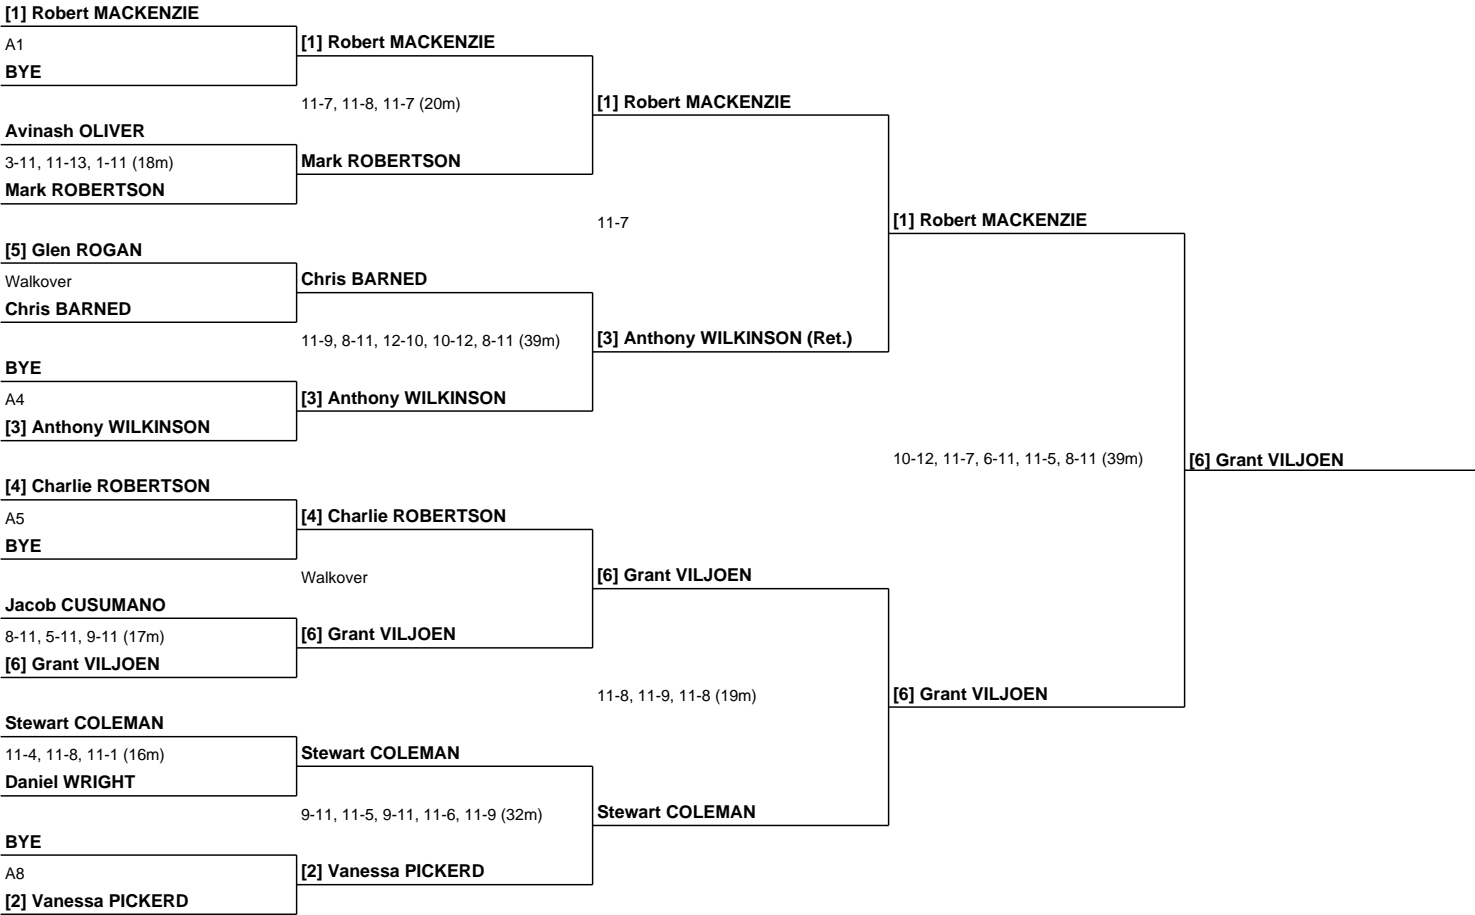 [1] Robert MACKENZIE
A1
BYE
Avinash OLIVER
3-11, 11-13, 1-11 (18m)
Mark ROBERTSON
[5] Glen ROGAN
Walkover
Chris BARNED
BYE
A4
[3] Anthony WILKINSON
[4] Charlie ROBERTSON
A5
BYE
Jacob CUSUMANO
8-11, 5-11, 9-11 (17m)
[6] Grant VILJOEN
Stewart COLEMAN
11-4, 11-8, 11-1 (16m)
Daniel WRIGHT
BYE
A8
[2] Vanessa PICKERD
[1] Robert MACKENZIE
11-7, 11-8, 11-7 (20m)
Mark ROBERTSON
Chris BARNED
11-9, 8-11, 12-10, 10-12, 8-11 (39m)
[3] Anthony WILKINSON
[4] Charlie ROBERTSON
Walkover
[6] Grant VILJOEN
Stewart COLEMAN
9-11, 11-5, 9-11, 11-6, 11-9 (32m)
[2] Vanessa PICKERD
[1] Robert MACKENZIE
11-7
[3] Anthony WILKINSON (Ret.)
[6] Grant VILJOEN
11-8, 11-9, 11-8 (19m)
Stewart COLEMAN
[1] Robert MACKENZIE
10-12, 11-7, 6-11, 11-5, 8-11 (39m)
[6] Grant VILJOEN
[6] Grant VILJOEN